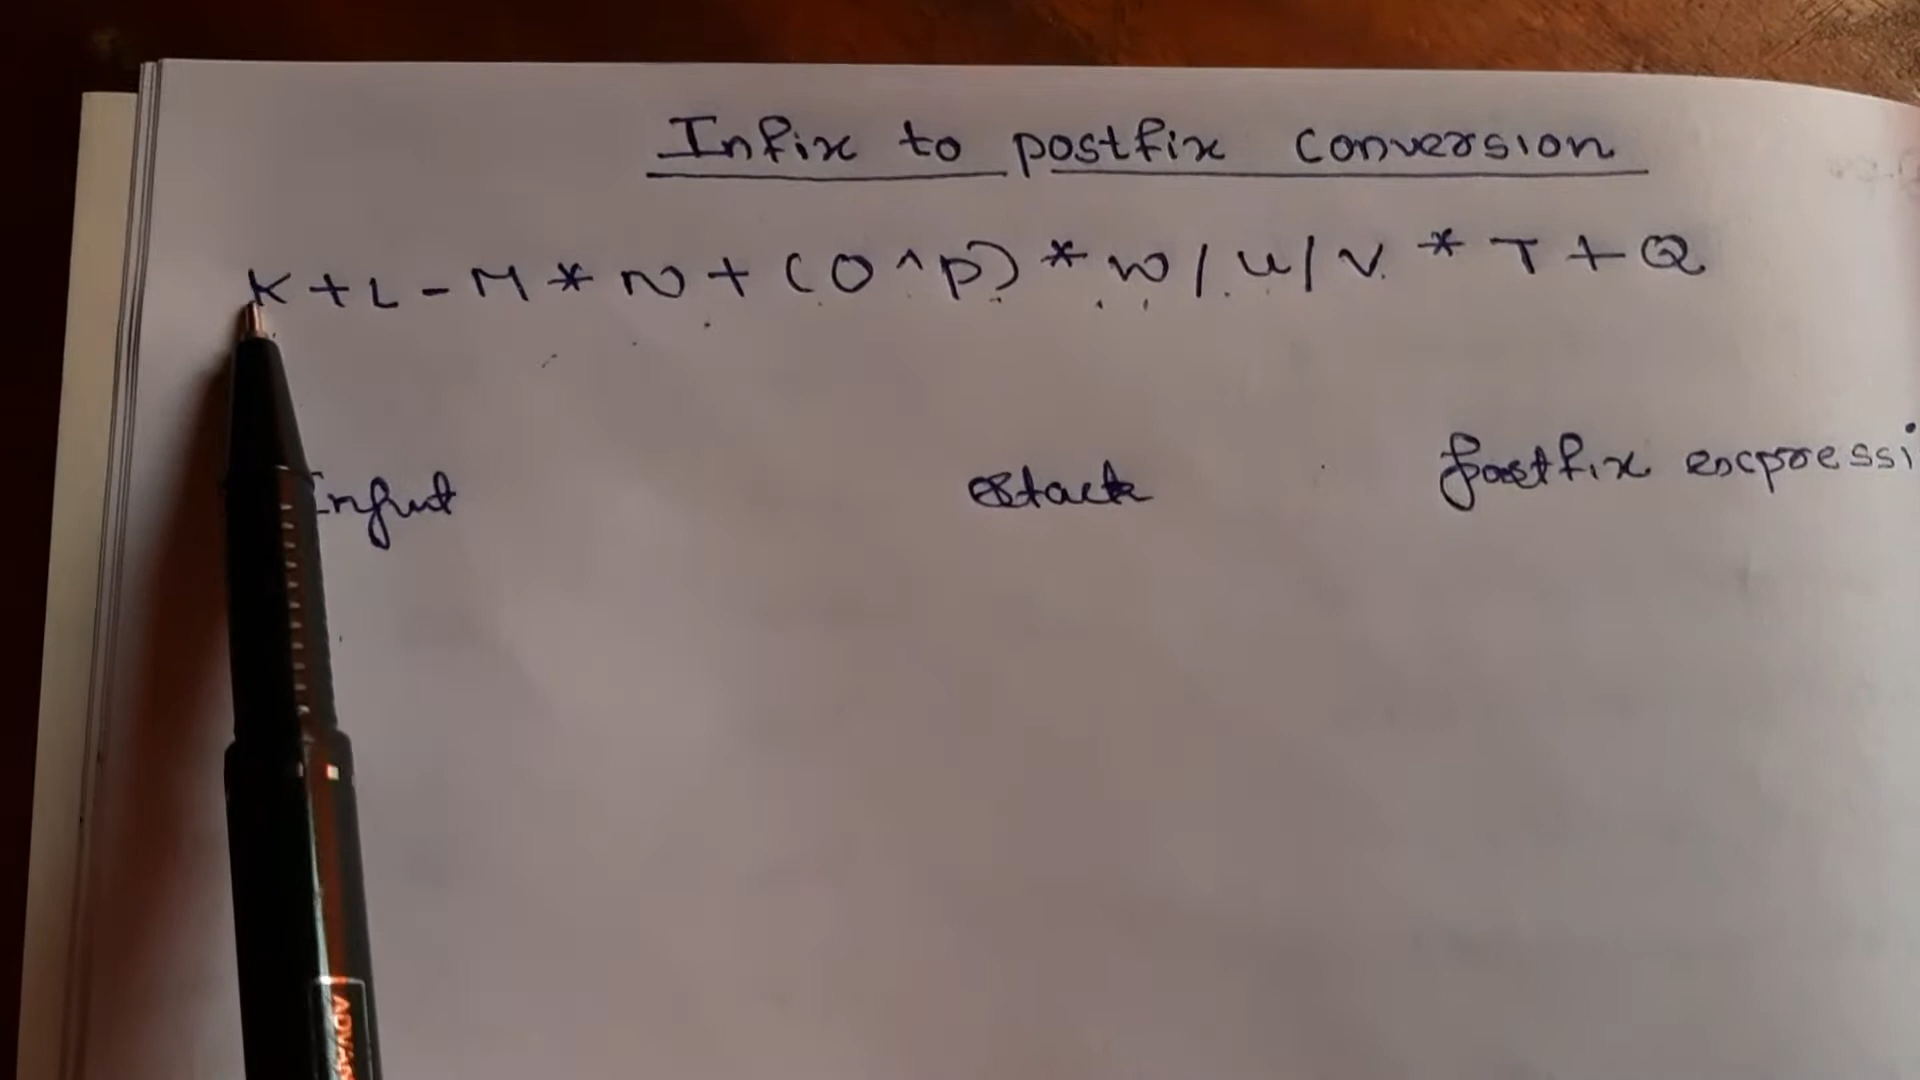 Infix to postfix conversion
K + L - M * N + (O ^ P) * W / U / V * T + Q
Input stack postfix expressi